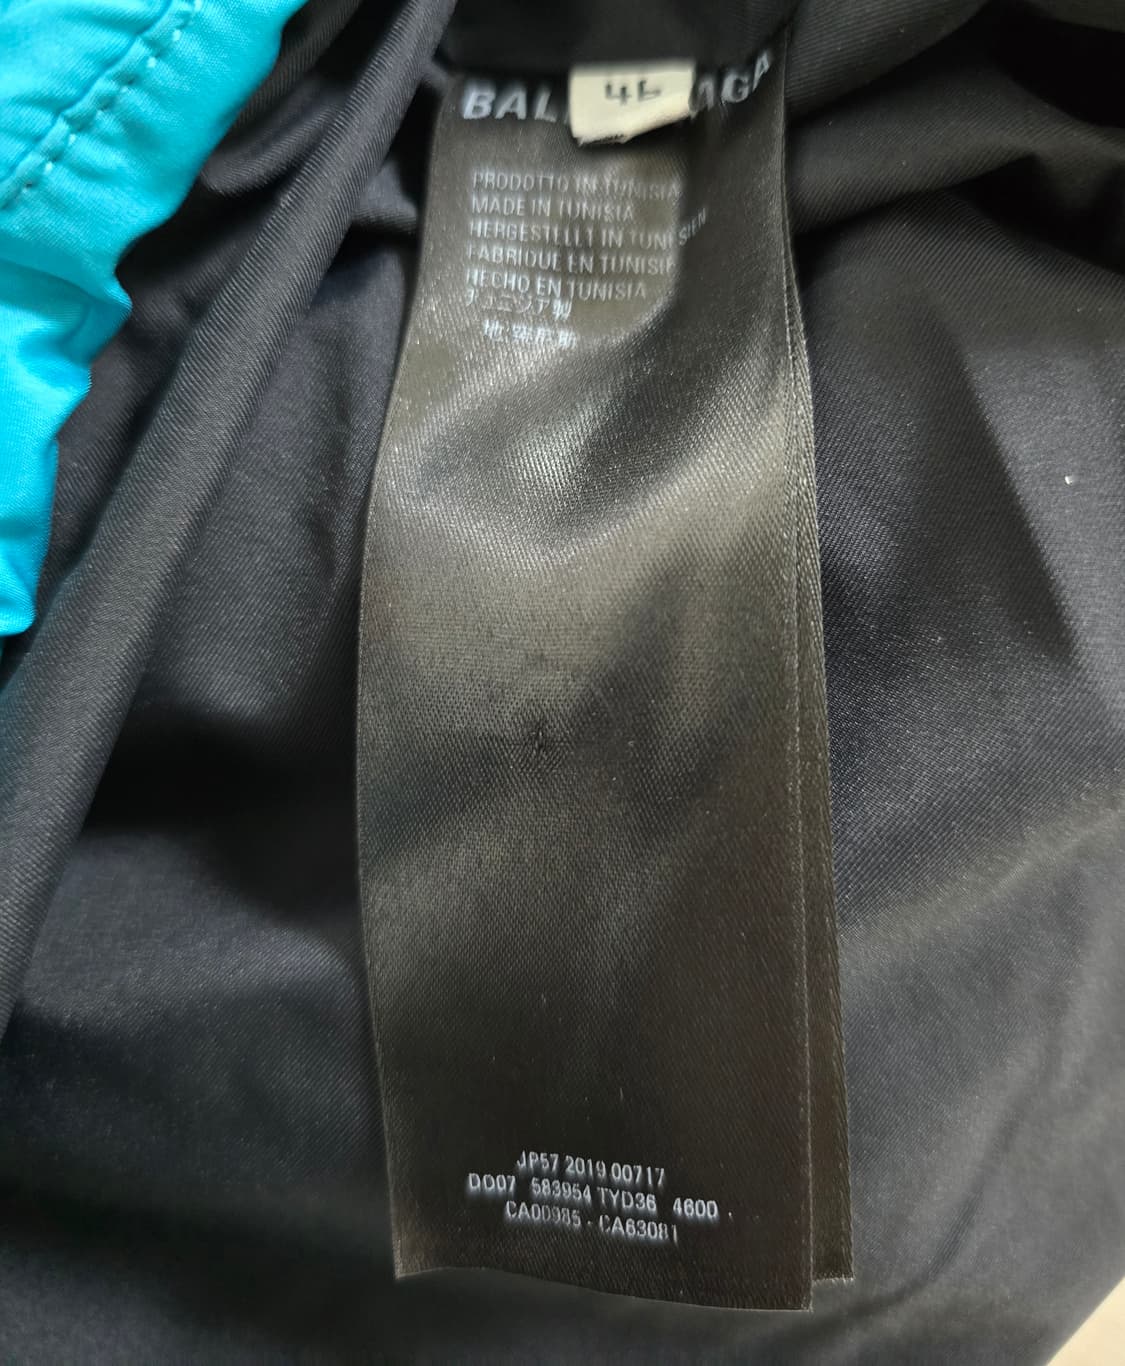 BAL AGA
46
PRODOTTO IN TUNISIA
MADE IN TUNISIA
HERGESTELLT IN TUNESIEN
FABRIQUE EN TUNISIE
HECHO EN TUNISIA
チュニジア製
JP57 2019 00717
DD07 583954 TYD36 4600
CA00985 - CA63081